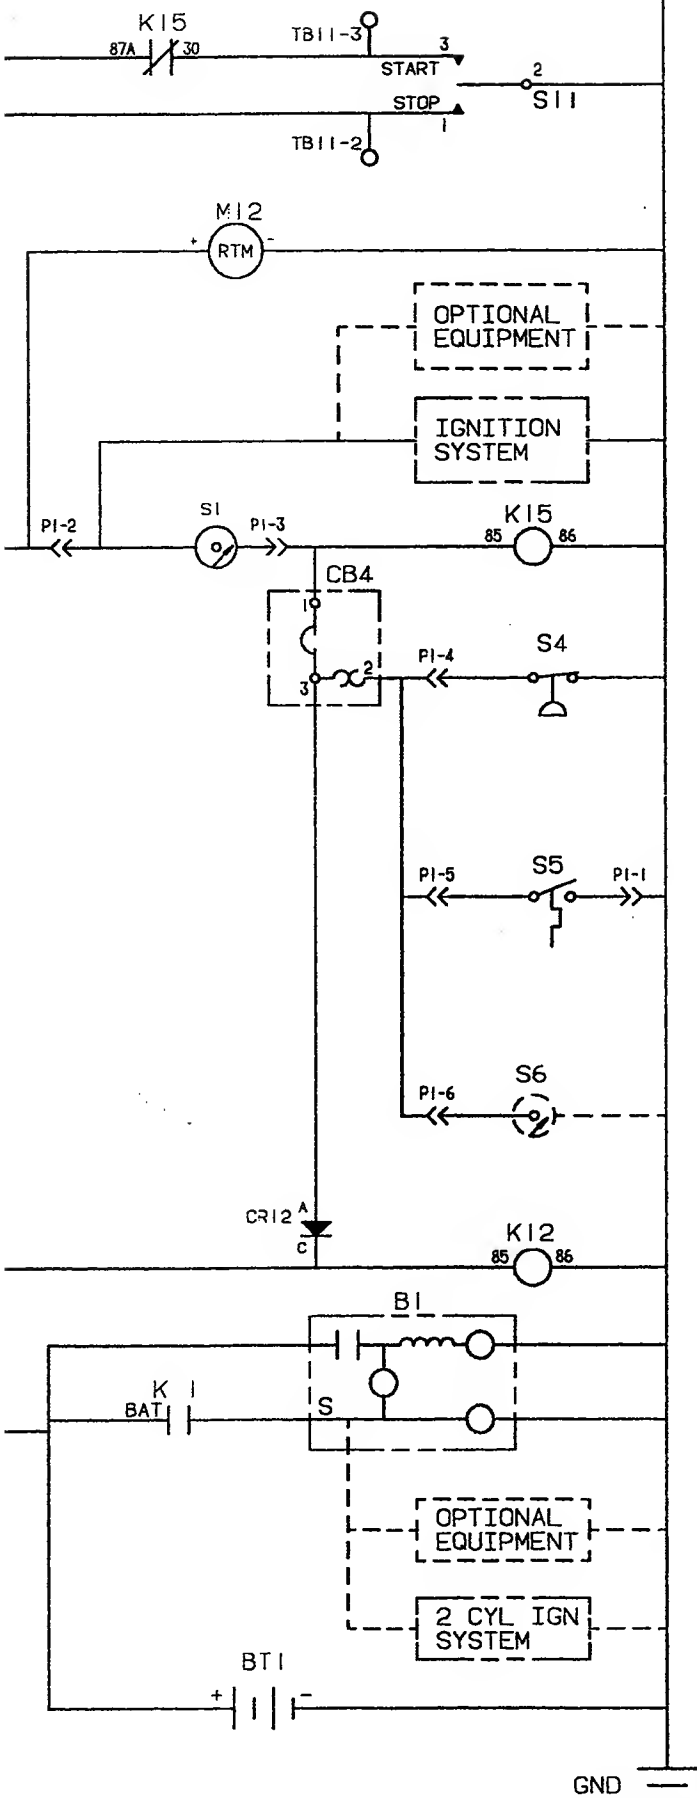 K15
87A 30
TB11-3
3
START
2
S11
STOP
1
TB11-2
M12
+ RTM -
OPTIONAL
EQUIPMENT
IGNITION
SYSTEM
S1
P1-2
P1-3
K15
85 86
CB4
1
S4
P1-4
2
3
S5
P1-5
P1-1
S6
P1-6
CR12 A
C
K12
85 86
B1
K 1
BAT
S
OPTIONAL
EQUIPMENT
2 CYL IGN
SYSTEM
BT1
+ -
GND